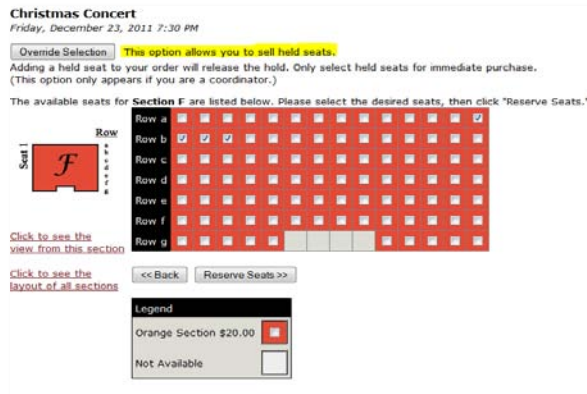 Christmas Concert
Friday, December 23, 2011 7:30 PM
Override Selection This option allows you to sell held seats.
Adding a held seat to your order will release the hold. Only select held seats for immediate purchase.
(This option only appears if you are a coordinator.)
The available seats for Section F are listed below. Please select the desired seats, then click "Reserve Seats."
Row
Seat 1
F
a
b
c
d
e
f
g
Row a
Row b
Row c
Row d
Row e
Row f
Row g
Click to see the
view from this section
Click to see the
layout of all sections
<< Back
Reserve Seats >>
Legend
Orange Section $20.00
Not Available